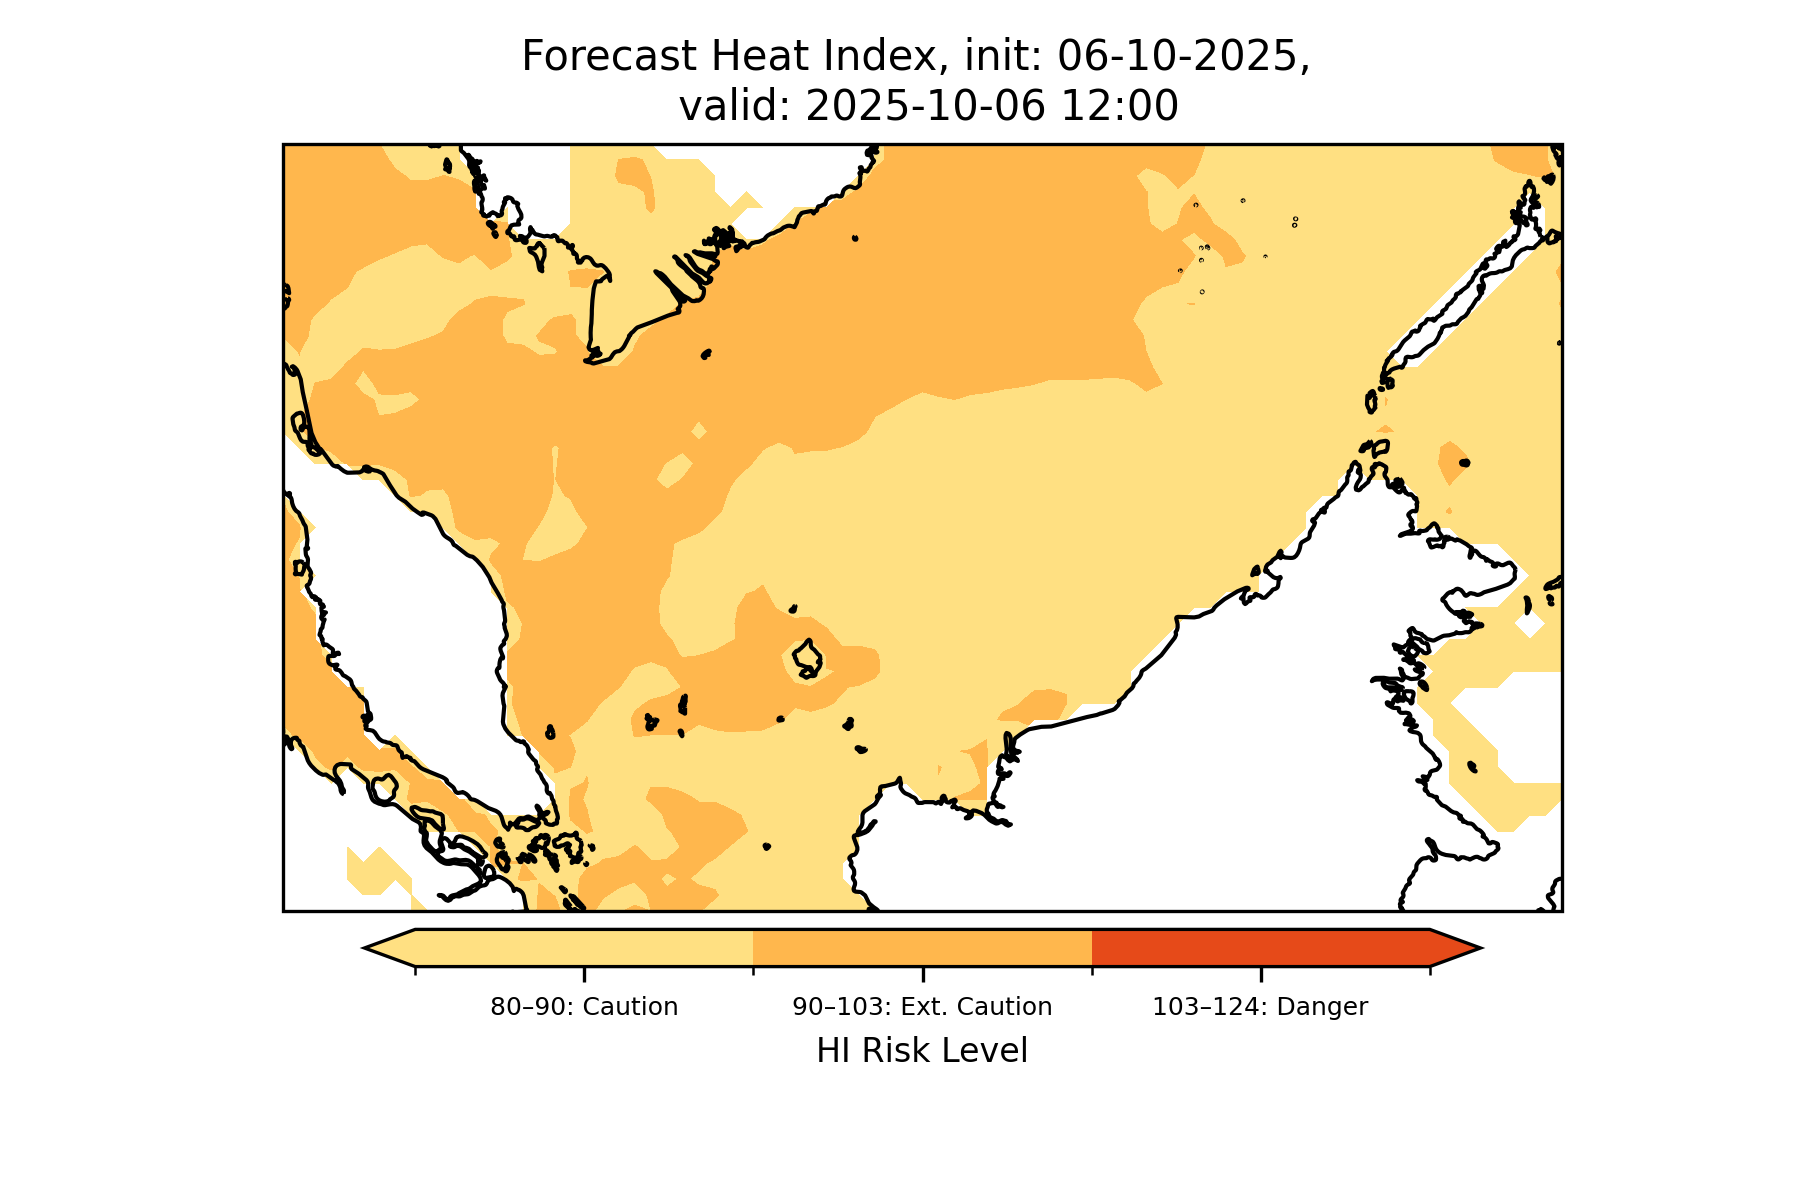 Forecast Heat Index, init: 06-10-2025,
valid: 2025-10-06 12:00
80–90: Caution
90–103: Ext. Caution
103–124: Danger
HI Risk Level